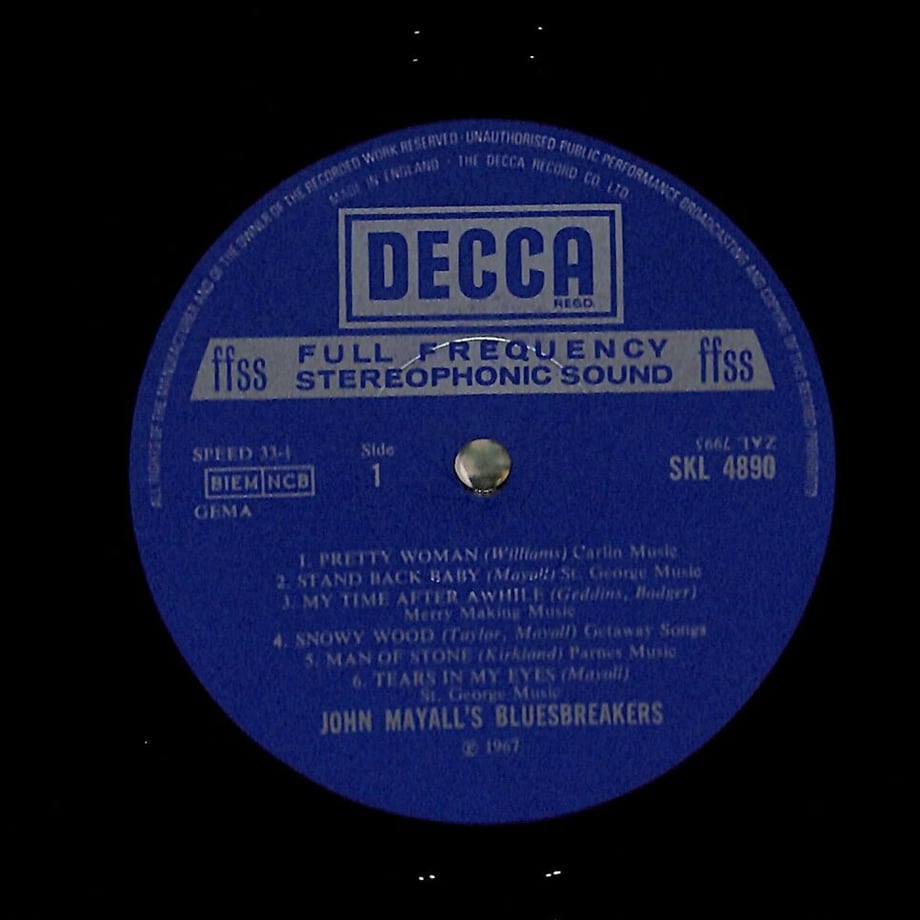 ALL RIGHTS OF THE MANUFACTURER AND OF THE OWNER OF THE RECORDED WORK RESERVED · UNAUTHORISED PUBLIC PERFORMANCE BROADCASTING AND COPYING OF THIS RECORD PROHIBITED
MADE IN ENGLAND · THE DECCA RECORD CO. LTD.
DECCA
REGD.
ffss FULL FREQUENCY ffss
STEREOPHONIC SOUND
SPEED 33⅓
BIEM NCB
GEMA
Side
1
ZAL 7995
SKL 4890
1. PRETTY WOMAN (Williams) Carlin Music
2. STAND BACK BABY (Mayall) St. George Music
3. MY TIME AFTER AWHILE (Geddins, Badger)
Merry Making Music
4. SNOWY WOOD (Taylor, Mayall) Getaway Songs
5. MAN OF STONE (Kirkland) Parnes Music
6. TEARS IN MY EYES (Mayall)
St. George Music
JOHN MAYALL'S BLUESBREAKERS
Ⓟ 1967